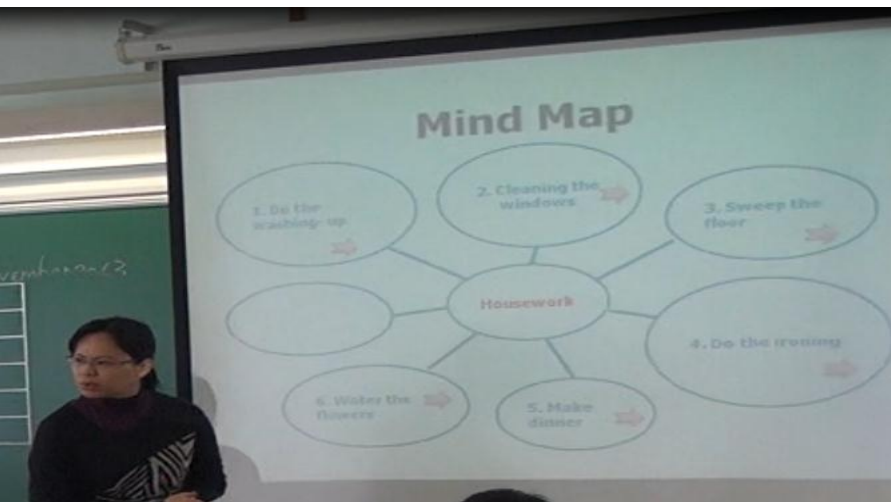 Mind Map
1. Do the
washing-up
2. Cleaning the
windows
3. Sweep the
floor
Housework
4. Do the ironing
6. Water the
flowers
5. Make
dinner